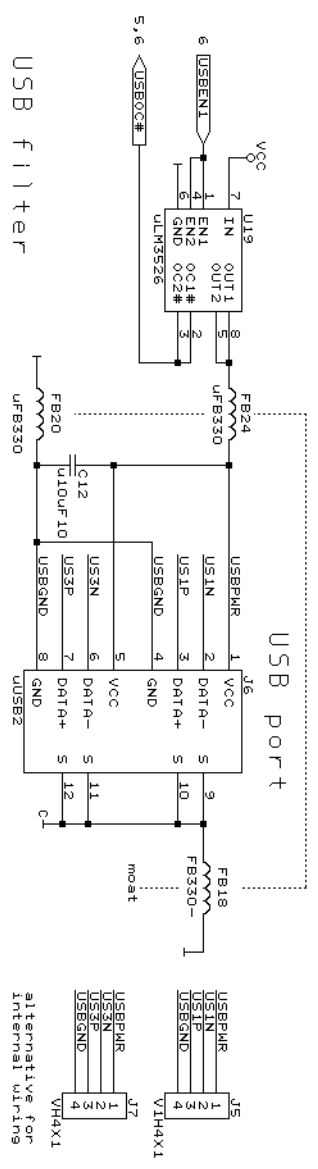 USB filter
USB port
5,6
USBOC#
6
USBEN1
VCC
U19
7 IN OUT1 8
OUT2 5
1 EN1
4 EN2 OC1# 2
6 GND OC2# 3
uLM3526
FB24
uFB330
FB20
uFB330
C12
u10uF10
J6
USBPWR 1 VCC
US1N 2 DATA- S 9
US1P 3 DATA+ S 10
USBGND 4 GND
5 VCC
US3N 6 DATA- S 11
US3P 7 DATA+ S 12
USBGND 8 GND
uUSB2
C
FB18
FB330-
moat
J5
USBPWR 1
US1N 2
US1P 3
USBGND 4
V1H4X1
J7
USBPWR 1
US3N 2
US3P 3
USBGND 4
VH4X1
alternative for
internal wiring